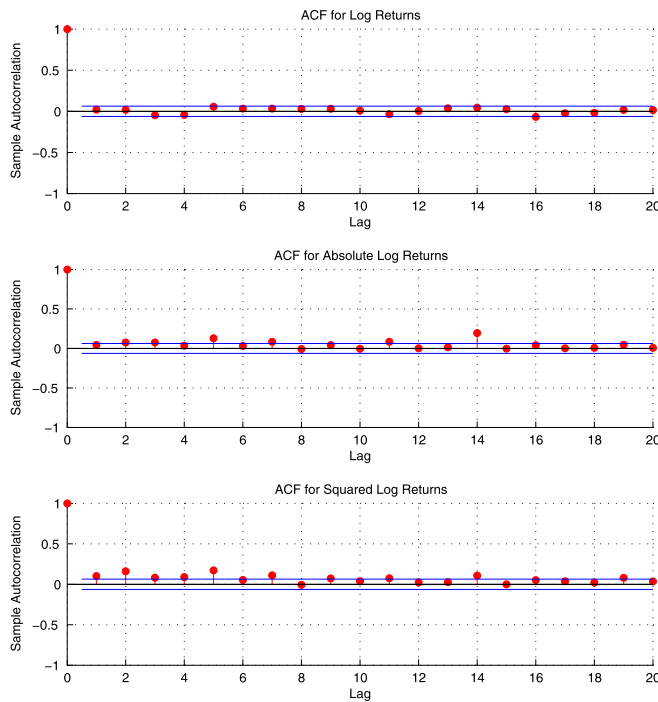 ACF for Log Returns
1
0.5
0
−0.5
−1
Sample Autocorrelation
0 2 4 6 8 10 12 14 16 18 20
Lag
ACF for Absolute Log Returns
1
0.5
0
−0.5
−1
Sample Autocorrelation
0 2 4 6 8 10 12 14 16 18 20
Lag
ACF for Squared Log Returns
1
0.5
0
−0.5
−1
Sample Autocorrelation
0 2 4 6 8 10 12 14 16 18 20
Lag